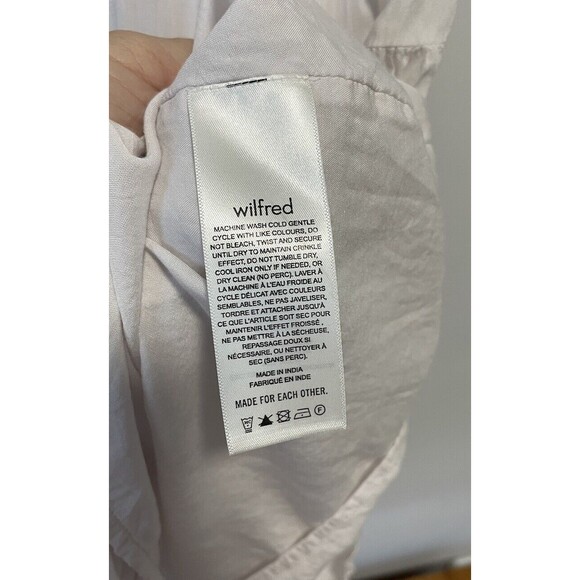 wilfred
MACHINE WASH COLD GENTLE
CYCLE WITH LIKE COLOURS, DO
NOT BLEACH, TWIST AND SECURE
UNTIL DRY TO MAINTAIN CRINKLE
EFFECT, DO NOT TUMBLE DRY,
COOL IRON ONLY IF NEEDED, OR
DRY CLEAN (NO PERC). LAVER À
LA MACHINE À L'EAU FROIDE AU
CYCLE DÉLICAT AVEC COULEURS
SEMBLABLES, NE PAS JAVELISER,
TORDRE ET ATTACHER JUSQU'À
CE QUE L'ARTICLE SOIT SEC POUR
MAINTENIR L'EFFET FROISSÉ ,
NE PAS METTRE À LA SÉCHEUSE,
REPASSAGE DOUX SI
NÉCESSAIRE, OU NETTOYER À
SEC (SANS PERC).
MADE IN INDIA
FABRIQUÉ EN INDE
MADE FOR EACH OTHER.
F